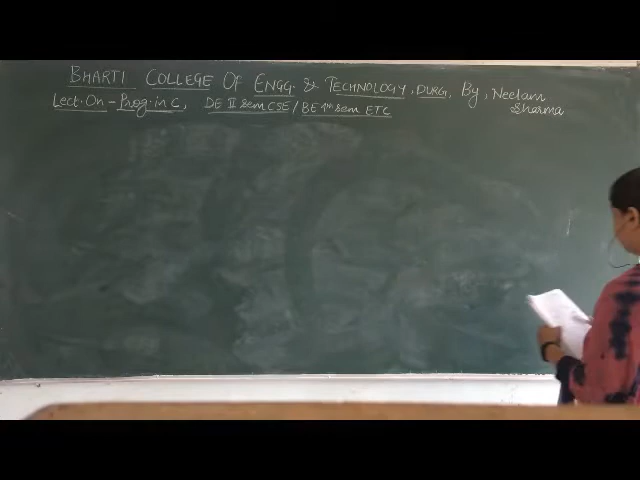 BHARTI COLLEGE OF ENGG. & TECHNOLOGY, DURG, By, Neelam Sharma
Lect. On - Prog. in C, DE II sem CSE / BE 1st sem ETC